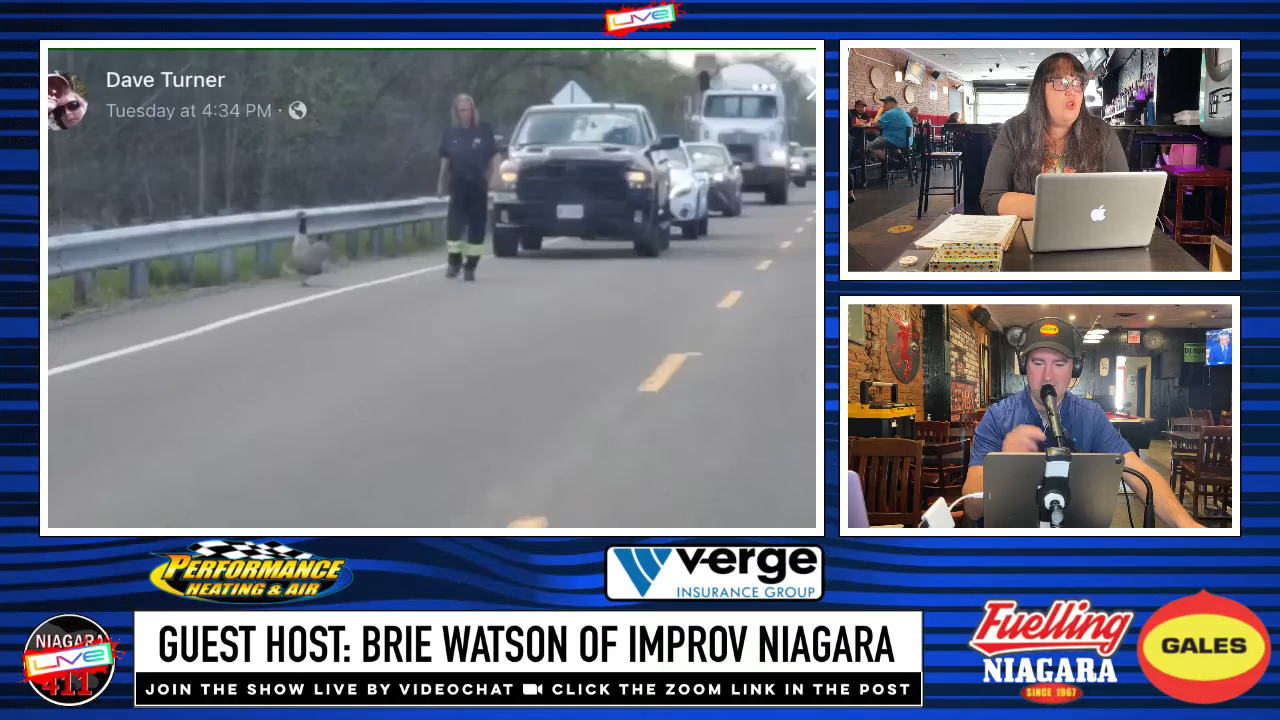 LIVE
Dave Turner
Tuesday at 4:34 PM ·
PERFORMANCE
HEATING & AIR
v-erge
INSURANCE GROUP
NIAGARA
LIVE
411
GUEST HOST: BRIE WATSON OF IMPROV NIAGARA
JOIN THE SHOW LIVE BY VIDEOCHAT CLICK THE ZOOM LINK IN THE POST
Fuelling
NIAGARA
SINCE 1967
GALES